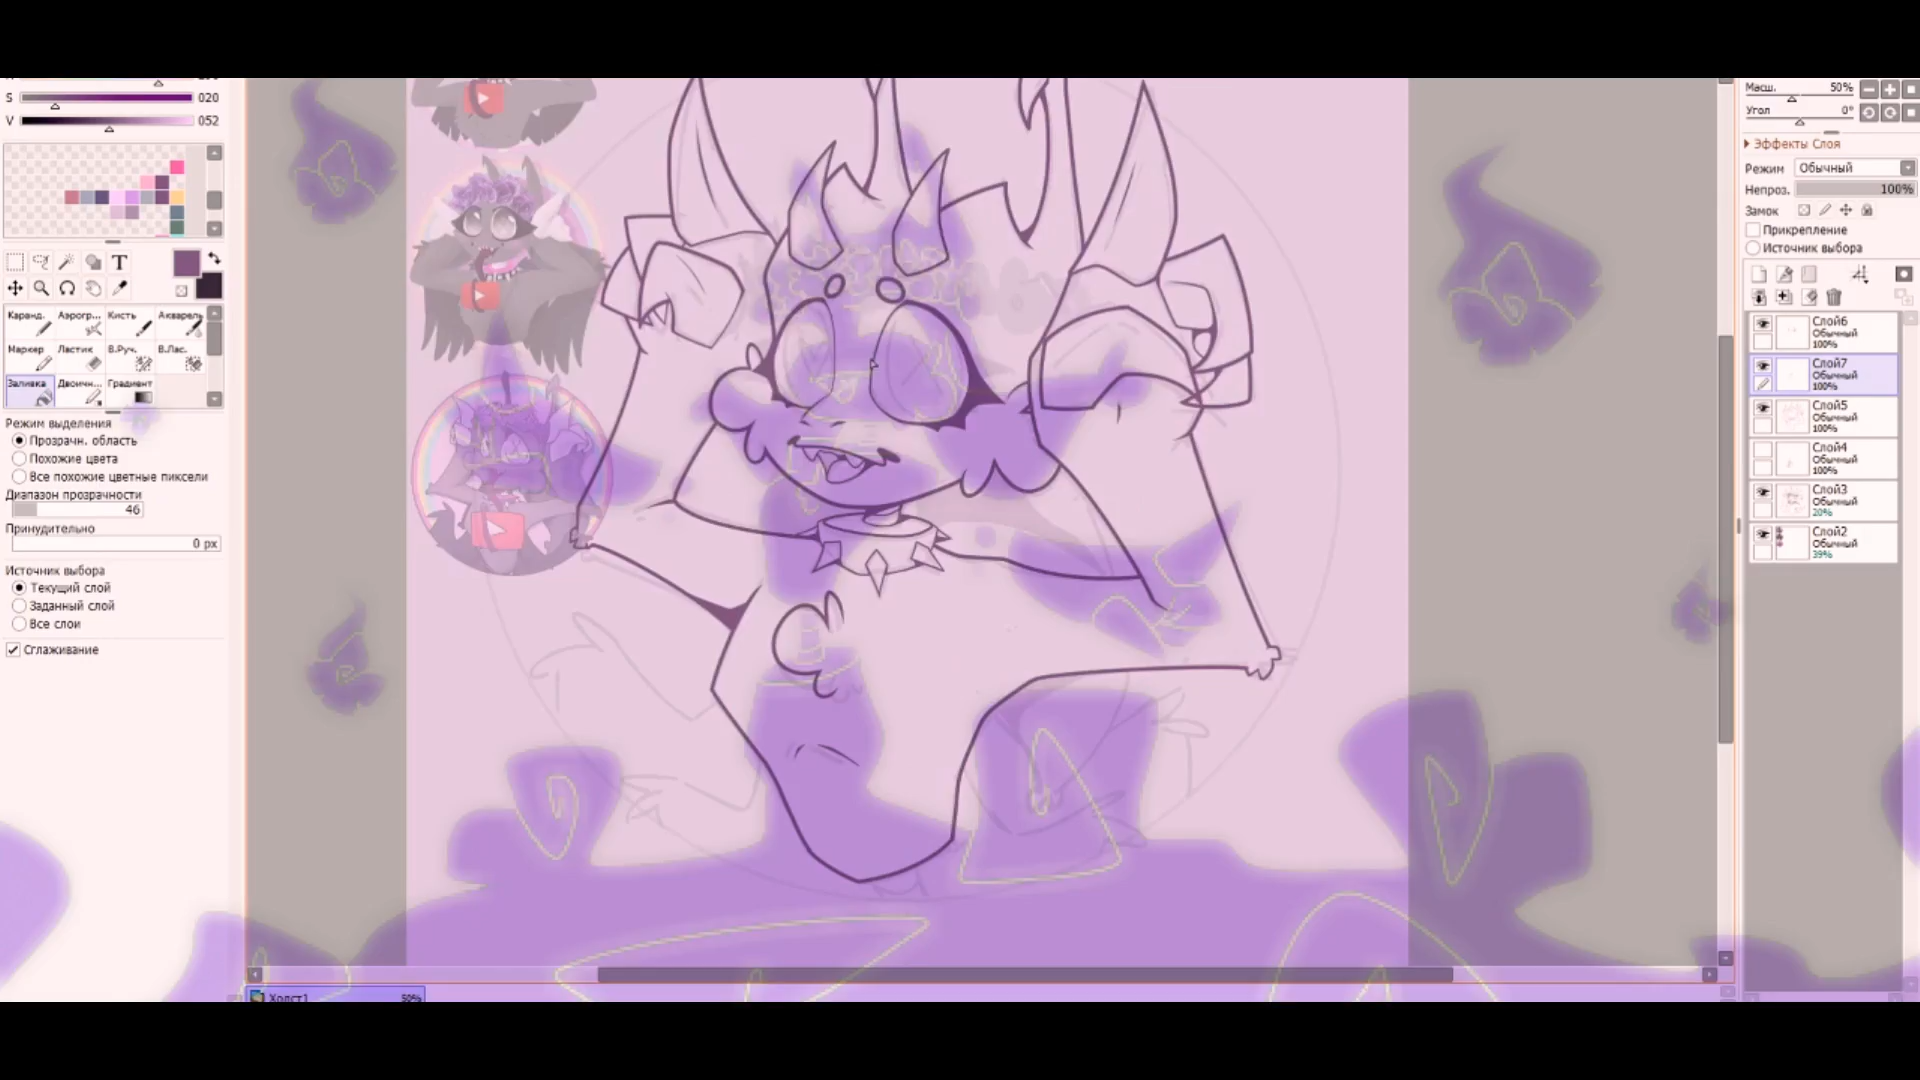 S 020
V 052
T
Каранд. Аэрогр... Кисть Акварель
Маркер Ластик В.Руч. В.Лас.
Заливка Двоичн... Градиент
Режим выделения
Прозрачн. область
Похожие цвета
Все похожие цветные пиксели
Диапазон прозрачности
46
Принудительно
0 px
Источник выбора
Текущий слой
Заданный слой
Все слои
Сглаживание
Холст1 50%
Масш. 50%
Угол 0°
Эффекты Слоя
Режим Обычный
Непроз. 100%
Замок
Прикрепление
Источник выбора
Слой6
Обычный
100%
Слой7
Обычный
100%
Слой5
Обычный
100%
Слой4
Обычный
100%
Слой3
Обычный
20%
Слой2
Обычный
39%